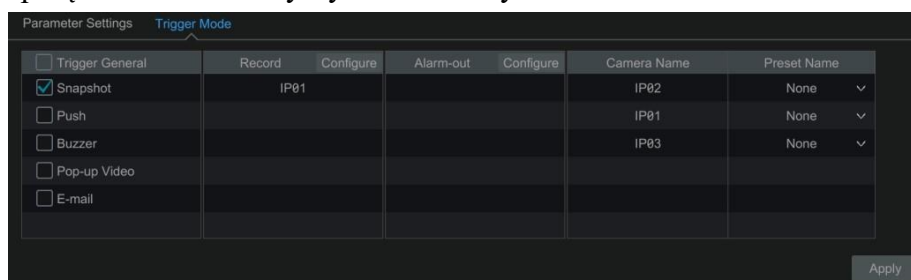 Parameter Settings Trigger Mode
Trigger General Record Configure Alarm-out Configure Camera Name Preset Name
Snapshot IP01 IP02 None
Push IP01 None
Buzzer IP03 None
Pop-up Video
E-mail
Apply